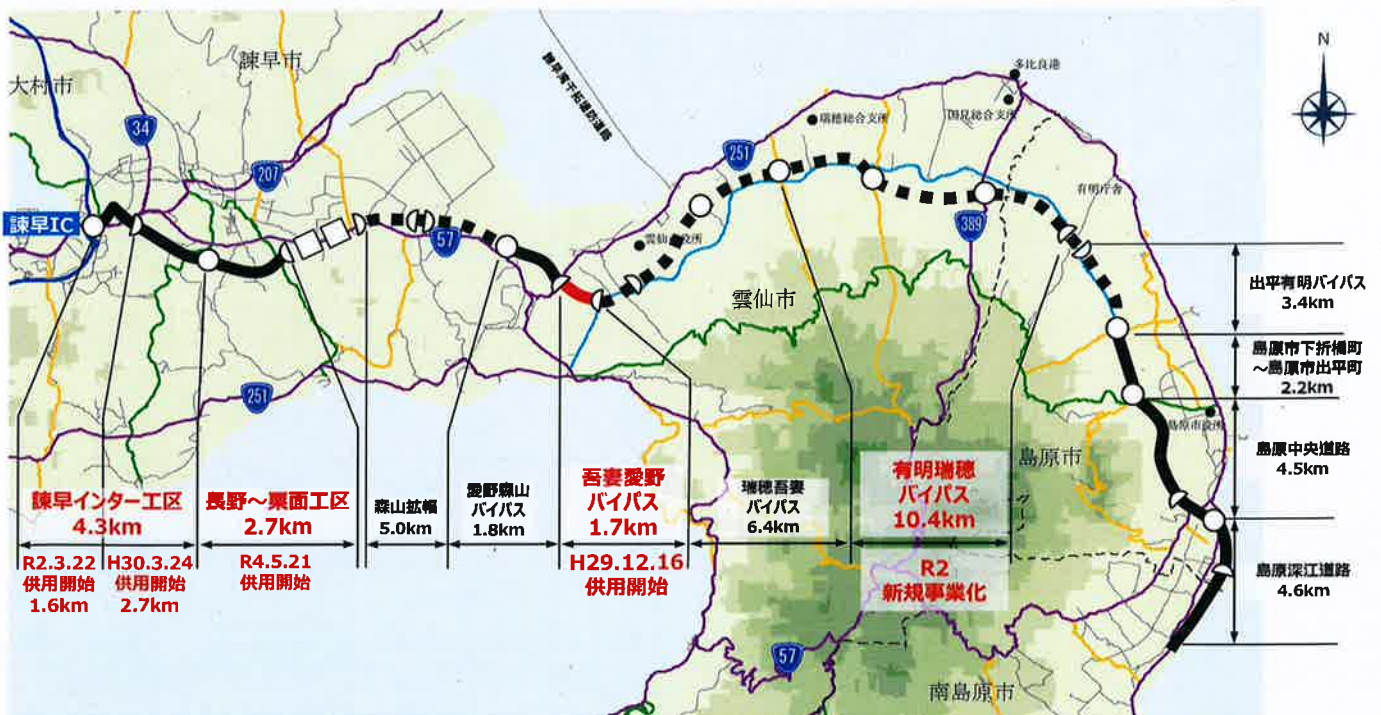 N
諫早市
大村市
多比良港
国見総合支所
瑞穂総合支所
諫早湾干拓堤防道路
34
207
251
有明庁舎
諫早IC
57
389
雲仙市
出平有明バイパス
3.4km
島原市下折橋町
~島原市出平町
2.2km
251
島原市役所
島原市
島原中央道路
4.5km
諫早インター工区
4.3km
長野~栗面工区
2.7km
森山拡幅
5.0km
愛野森山
バイパス
1.8km
吾妻愛野
バイパス
1.7km
瑞穂吾妻
バイパス
6.4km
有明瑞穂
バイパス
10.4km
R2.3.22
供用開始
1.6km
H30.3.24
供用開始
2.7km
R4.5.21
供用開始
H29.12.16
供用開始
R2
新規事業化
島原深江道路
4.6km
57
南島原市